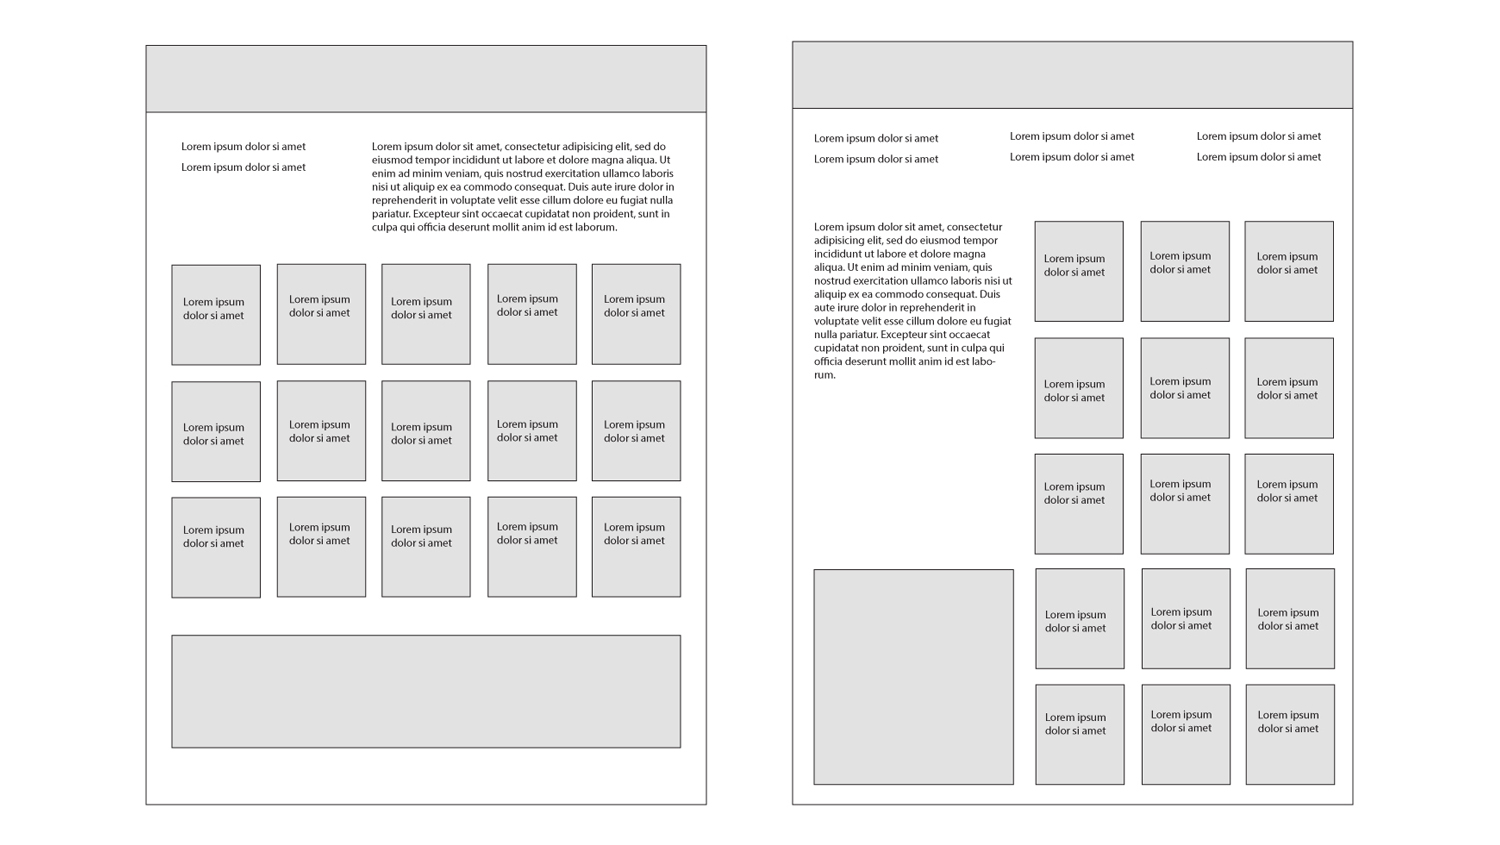 Lorem ipsum dolor si amet
Lorem ipsum dolor si amet
Lorem ipsum dolor sit amet, consectetur adipisicing elit, sed do
eiusmod tempor incididunt ut labore et dolore magna aliqua. Ut
enim ad minim veniam, quis nostrud exercitation ullamco laboris
nisi ut aliquip ex ea commodo consequat. Duis aute irure dolor in
reprehenderit in voluptate velit esse cillum dolore eu fugiat nulla
pariatur. Excepteur sint occaecat cupidatat non proident, sunt in
culpa qui officia deserunt mollit anim id est laborum.
Lorem ipsum
dolor si amet
Lorem ipsum
dolor si amet
Lorem ipsum
dolor si amet
Lorem ipsum
dolor si amet
Lorem ipsum
dolor si amet
Lorem ipsum
dolor si amet
Lorem ipsum
dolor si amet
Lorem ipsum
dolor si amet
Lorem ipsum
dolor si amet
Lorem ipsum
dolor si amet
Lorem ipsum
dolor si amet
Lorem ipsum
dolor si amet
Lorem ipsum
dolor si amet
Lorem ipsum
dolor si amet
Lorem ipsum
dolor si amet
Lorem ipsum dolor si amet
Lorem ipsum dolor si amet
Lorem ipsum dolor si amet
Lorem ipsum dolor si amet
Lorem ipsum dolor si amet
Lorem ipsum dolor si amet
Lorem ipsum dolor sit amet, consectetur
adipisicing elit, sed do eiusmod tempor
incididunt ut labore et dolore magna
aliqua. Ut enim ad minim veniam, quis
nostrud exercitation ullamco laboris nisi ut
aliquip ex ea commodo consequat. Duis
aute irure dolor in reprehenderit in
voluptate velit esse cillum dolore eu fugiat
nulla pariatur. Excepteur sint occaecat
cupidatat non proident, sunt in culpa qui
officia deserunt mollit anim id est labo-
rum.
Lorem ipsum
dolor si amet
Lorem ipsum
dolor si amet
Lorem ipsum
dolor si amet
Lorem ipsum
dolor si amet
Lorem ipsum
dolor si amet
Lorem ipsum
dolor si amet
Lorem ipsum
dolor si amet
Lorem ipsum
dolor si amet
Lorem ipsum
dolor si amet
Lorem ipsum
dolor si amet
Lorem ipsum
dolor si amet
Lorem ipsum
dolor si amet
Lorem ipsum
dolor si amet
Lorem ipsum
dolor si amet
Lorem ipsum
dolor si amet